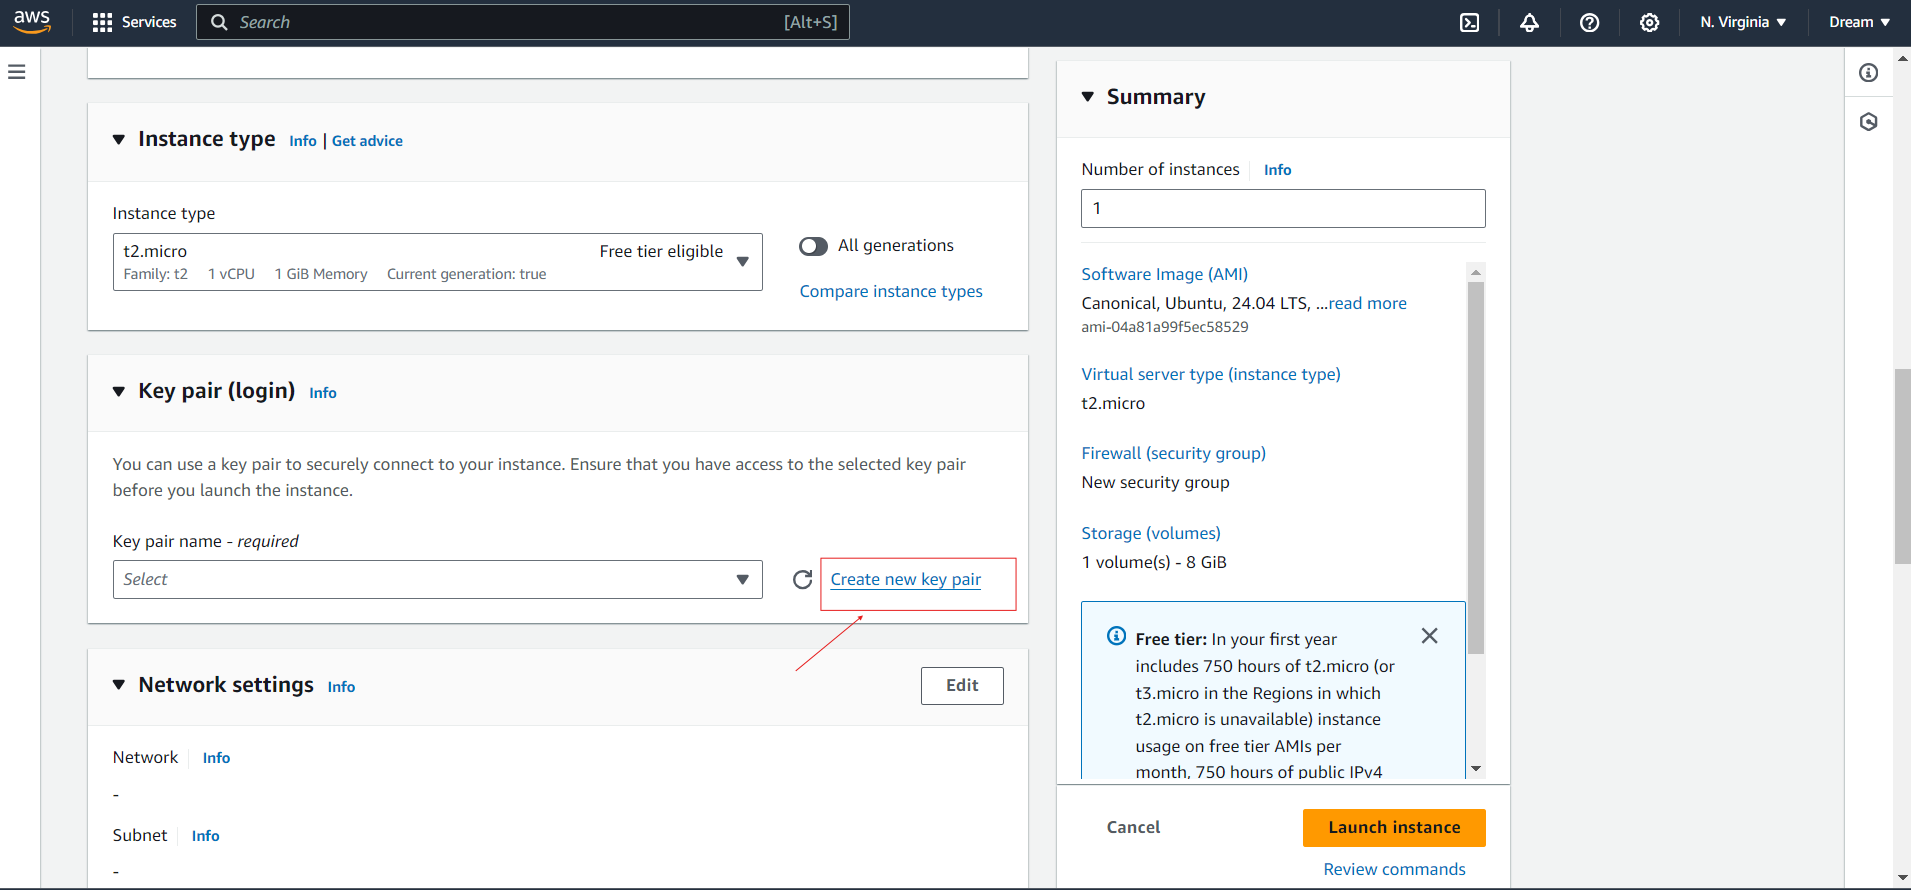 aws
Services
Search [Alt+S]
N. Virginia
Dream
Instance type Info | Get advice
Instance type
t2.micro Free tier eligible
Family: t2 1 vCPU 1 GiB Memory Current generation: true
All generations
Compare instance types
Key pair (login) Info
You can use a key pair to securely connect to your instance. Ensure that you have access to the selected key pair
before you launch the instance.
Key pair name - required
Select
Create new key pair
Network settings Info
Edit
Network Info
-
Subnet Info
-
Summary
Number of instances Info
1
Software Image (AMI)
Canonical, Ubuntu, 24.04 LTS, ...read more
ami-04a81a99f5ec58529
Virtual server type (instance type)
t2.micro
Firewall (security group)
New security group
Storage (volumes)
1 volume(s) - 8 GiB
Free tier: In your first year
includes 750 hours of t2.micro (or
t3.micro in the Regions in which
t2.micro is unavailable) instance
usage on free tier AMIs per
month, 750 hours of public IPv4
Cancel
Launch instance
Review commands